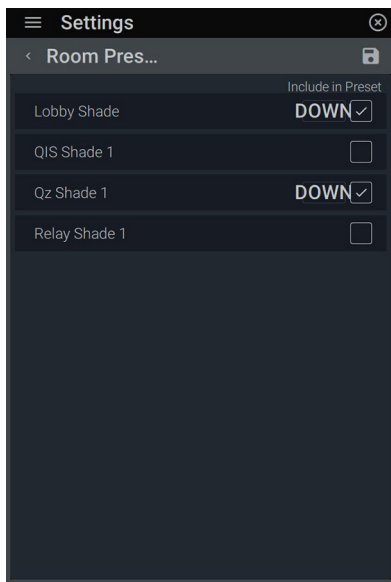 Settings
Room Pres...
Include in Preset
Lobby Shade DOWN
QIS Shade 1
Qz Shade 1 DOWN
Relay Shade 1